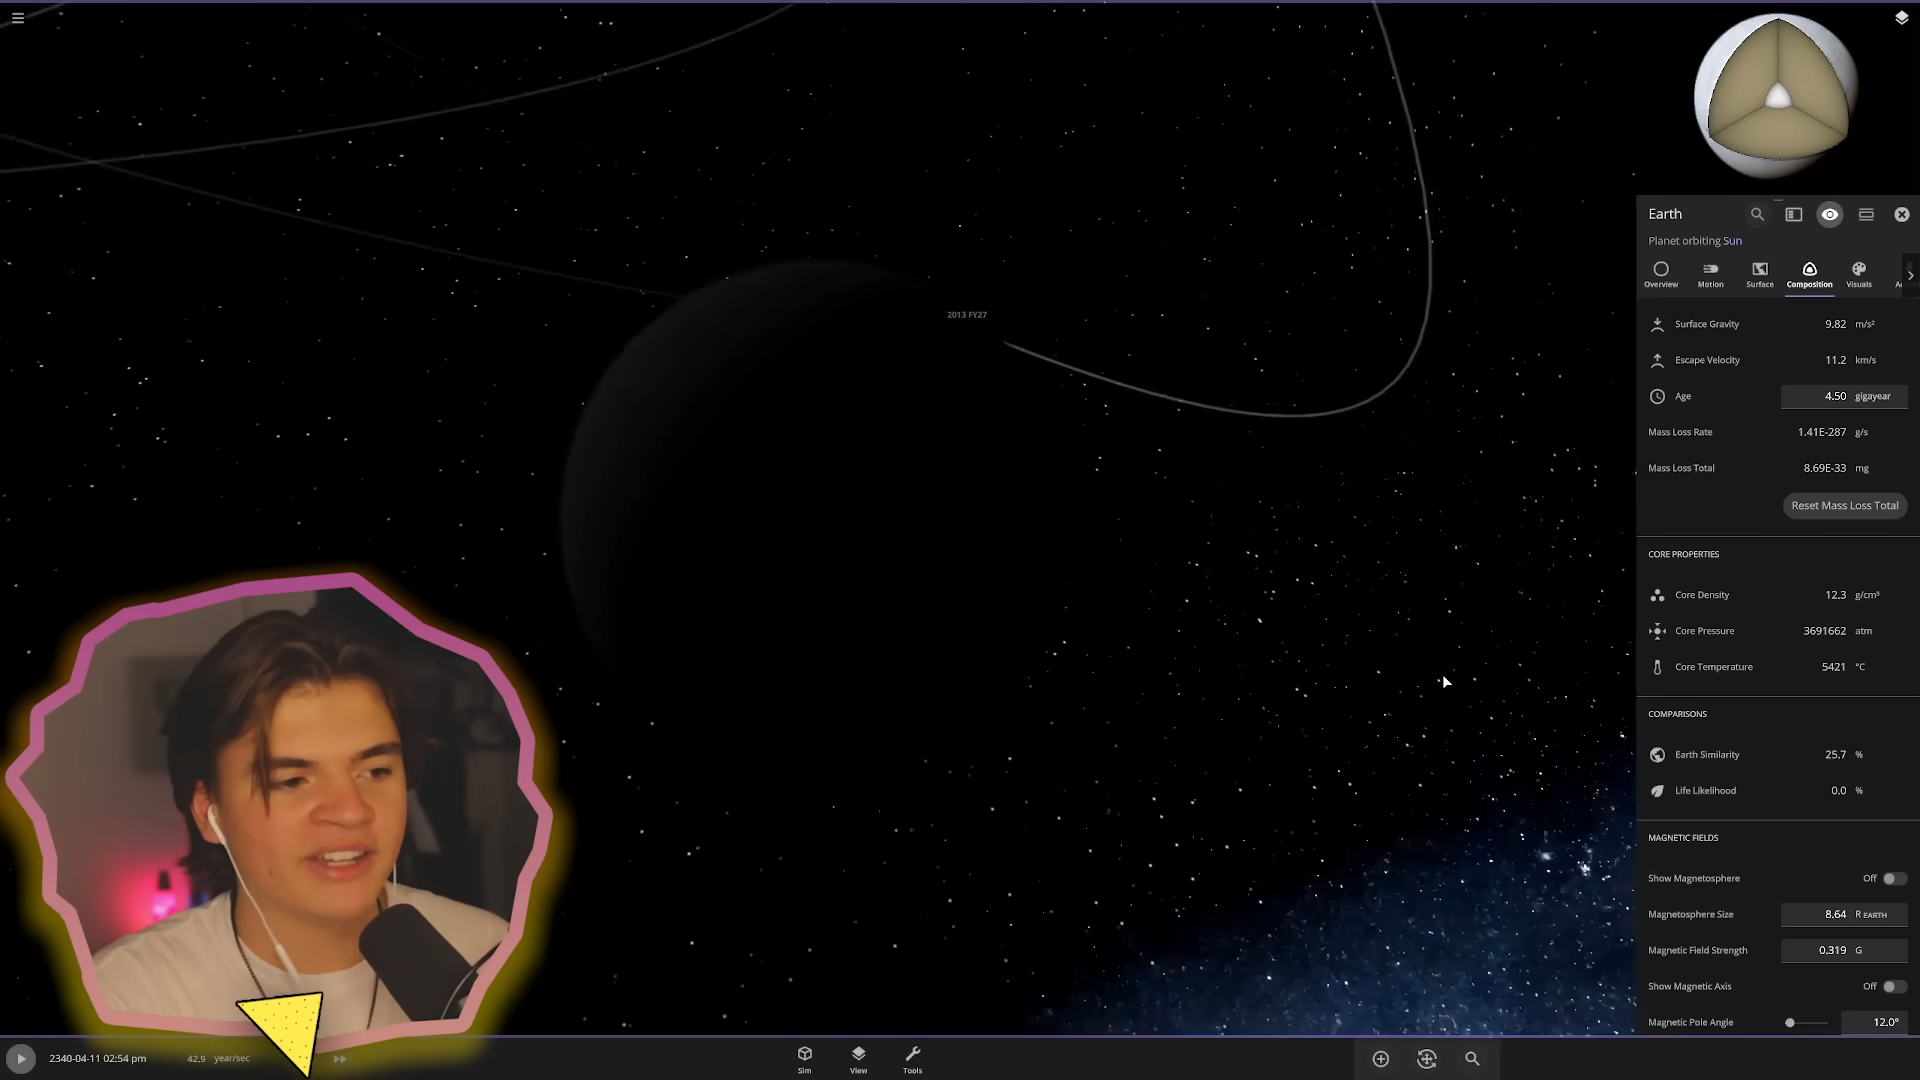 2013 FY27
Earth
Planet orbiting Sun
Overview
Motion
Surface
Composition
Visuals
Surface Gravity 9.82 m/s²
Escape Velocity 11.2 km/s
Age 4.50 gigayear
Mass Loss Rate 1.41E-287 g/s
Mass Loss Total 8.69E-33 mg
Reset Mass Loss Total
CORE PROPERTIES
Core Density 12.3 g/cm³
Core Pressure 3691662 atm
Core Temperature 5421 °C
COMPARISONS
Earth Similarity 25.7 %
Life Likelihood 0.0 %
MAGNETIC FIELDS
Show Magnetosphere Off
Magnetosphere Size 8.64 R EARTH
Magnetic Field Strength 0.319 G
Show Magnetic Axis Off
Magnetic Pole Angle 12.0°
2340-04-11 02:54 pm 42.9 year/sec
Sim
View
Tools